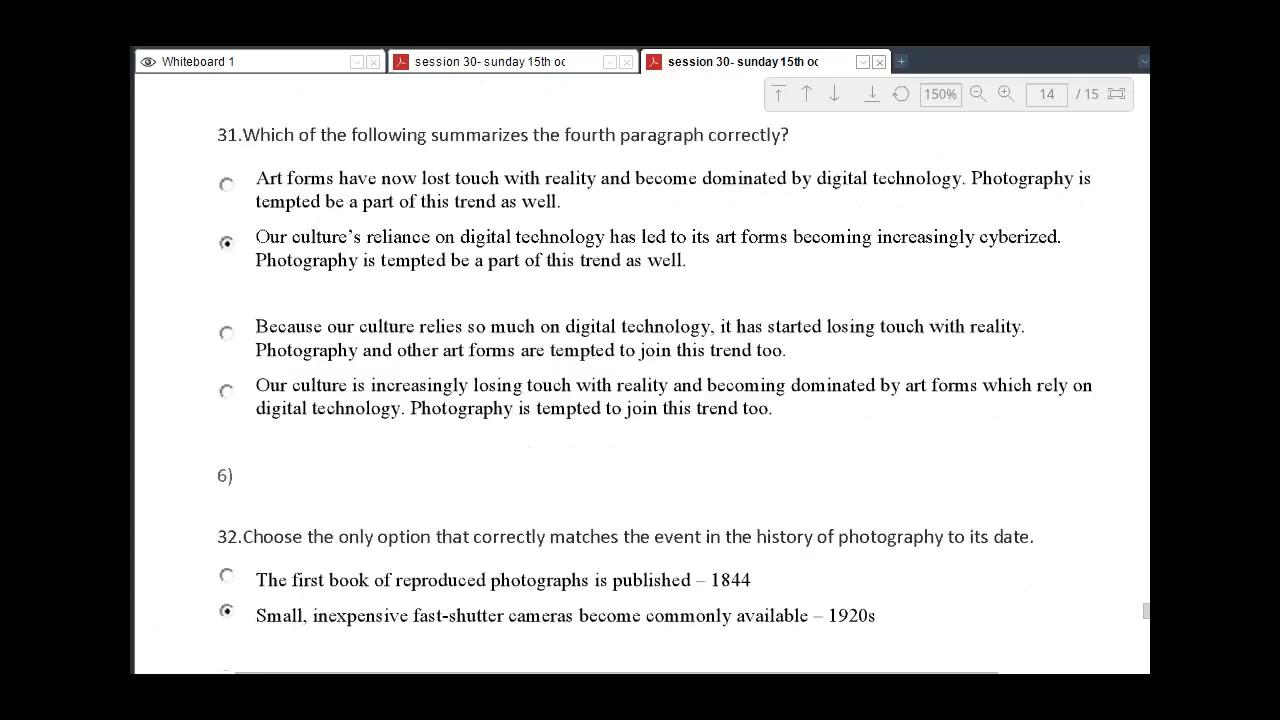 Whiteboard 1
session 30- sunday 15th oc
session 30- sunday 15th oc
150%
14 / 15
31.Which of the following summarizes the fourth paragraph correctly?
Art forms have now lost touch with reality and become dominated by digital technology. Photography is
tempted be a part of this trend as well.
Our culture’s reliance on digital technology has led to its art forms becoming increasingly cyberized.
Photography is tempted be a part of this trend as well.
Because our culture relies so much on digital technology, it has started losing touch with reality.
Photography and other art forms are tempted to join this trend too.
Our culture is increasingly losing touch with reality and becoming dominated by art forms which rely on
digital technology. Photography is tempted to join this trend too.
6)
32.Choose the only option that correctly matches the event in the history of photography to its date.
The first book of reproduced photographs is published – 1844
Small, inexpensive fast-shutter cameras become commonly available – 1920s